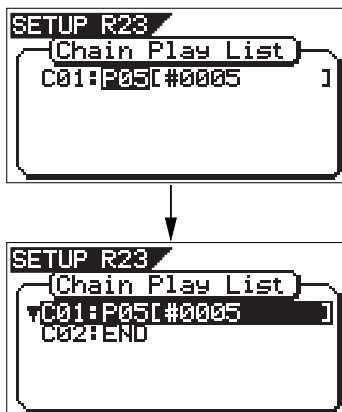 SETUP R23
Chain Play List
C01:P05[#0005 ]
SETUP R23
Chain Play List
▼C01:P05[#0005 ]
C02:END